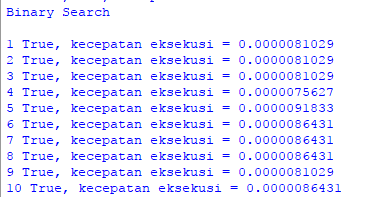 Binary Search
1 True, kecepatan eksekusi = 0.0000081029
2 True, kecepatan eksekusi = 0.0000081029
3 True, kecepatan eksekusi = 0.0000081029
4 True, kecepatan eksekusi = 0.0000075627
5 True, kecepatan eksekusi = 0.0000091833
6 True, kecepatan eksekusi = 0.0000086431
7 True, kecepatan eksekusi = 0.0000086431
8 True, kecepatan eksekusi = 0.0000086431
9 True, kecepatan eksekusi = 0.0000081029
10 True, kecepatan eksekusi = 0.0000086431